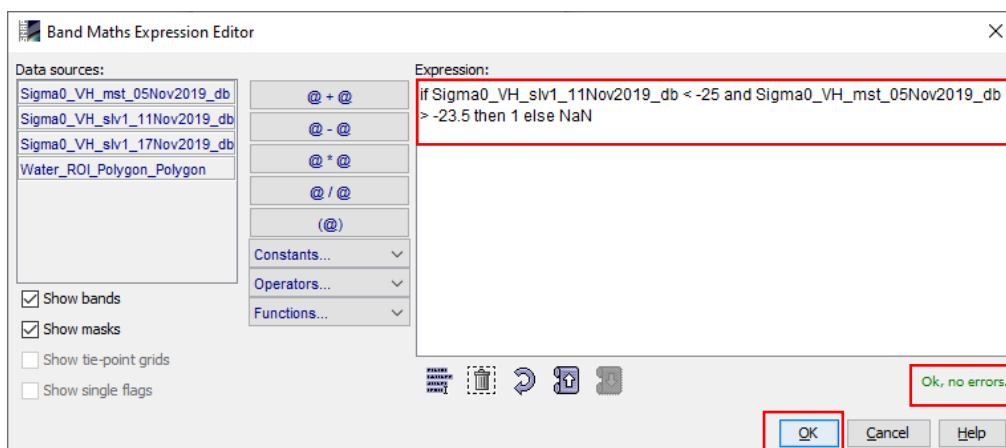 Band Maths Expression Editor
Data sources:
Sigma0_VH_mst_05Nov2019_db
Sigma0_VH_slv1_11Nov2019_db
Sigma0_VH_slv1_17Nov2019_db
Water_ROI_Polygon_Polygon
@ + @
@ - @
@ * @
@ / @
(@)
Constants...
Operators...
Functions...
Show bands
Show masks
Show tie-point grids
Show single flags
Expression:
if Sigma0_VH_slv1_11Nov2019_db < -25 and Sigma0_VH_mst_05Nov2019_db
> -23.5 then 1 else NaN
Ok, no errors.
OK
Cancel
Help